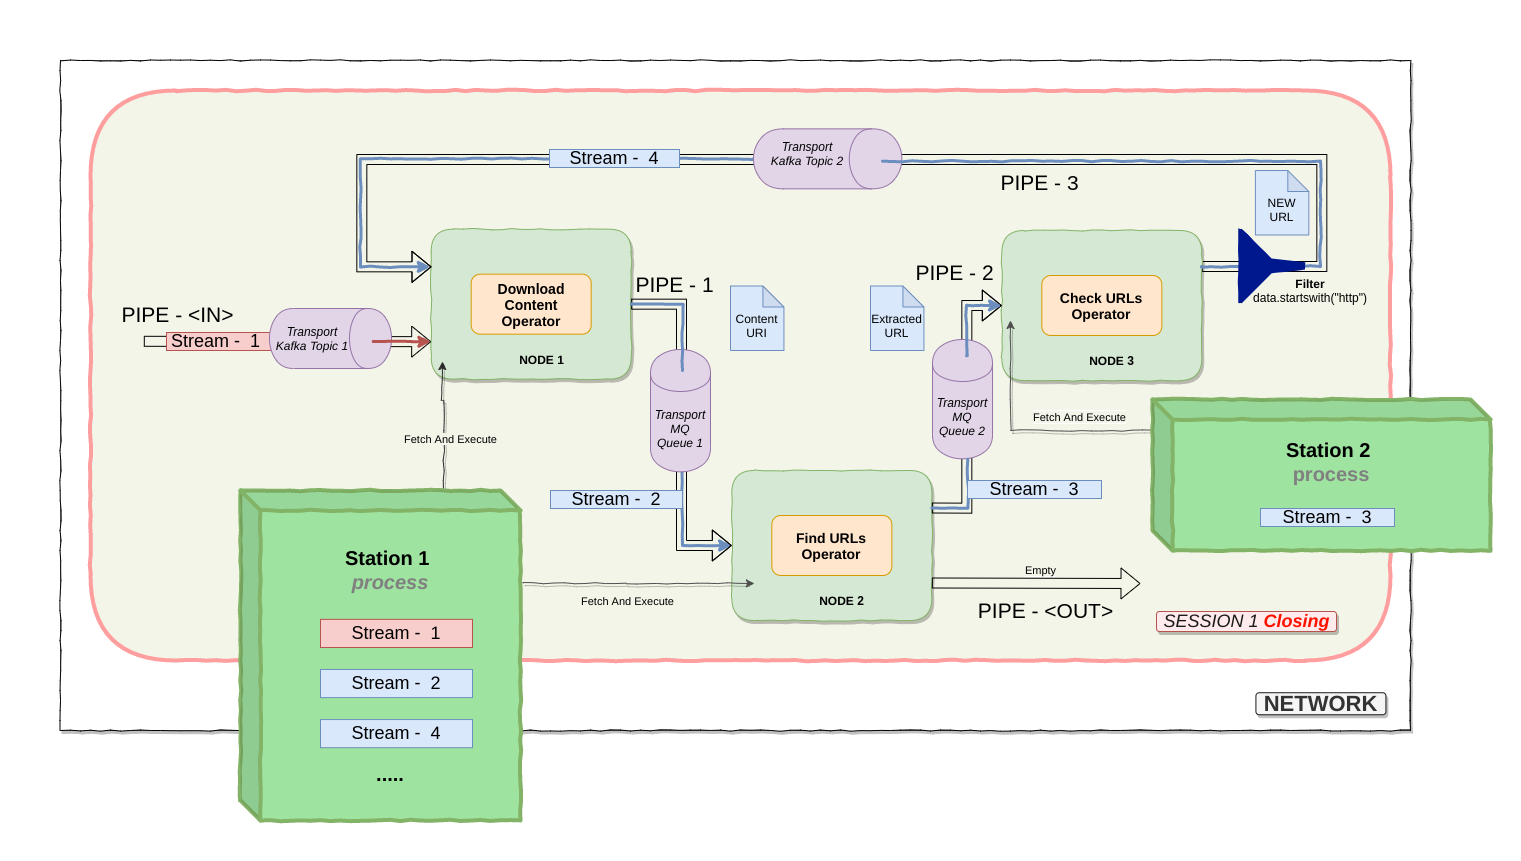 Stream -  4
Transport
Kafka Topic 2
PIPE - 3
NEW
URL
Filter
data.startswith("http")
PIPE - <IN>
Stream -  1
Transport
Kafka Topic 1
Download
Content
Operator
NODE 1
PIPE - 1
Content
URI
Extracted
URL
PIPE - 2
Check URLs
Operator
NODE 3
Transport
MQ
Queue 1
Transport
MQ
Queue 2
Fetch And Execute
Fetch And Execute
Stream -  2
Stream -  3
Find URLs
Operator
NODE 2
Station 2
process
Stream -  3
Station 1
process
Stream -  1
Stream -  2
Stream -  4
.....
Fetch And Execute
Empty
PIPE - <OUT>
SESSION 1 Closing
NETWORK